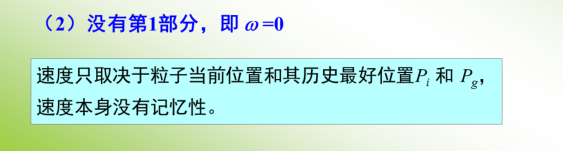 （2）没有第1部分，即 ω=0
速度只取决于粒子当前位置和其历史最好位置Pᵢ 和 P_g，
速度本身没有记忆性。